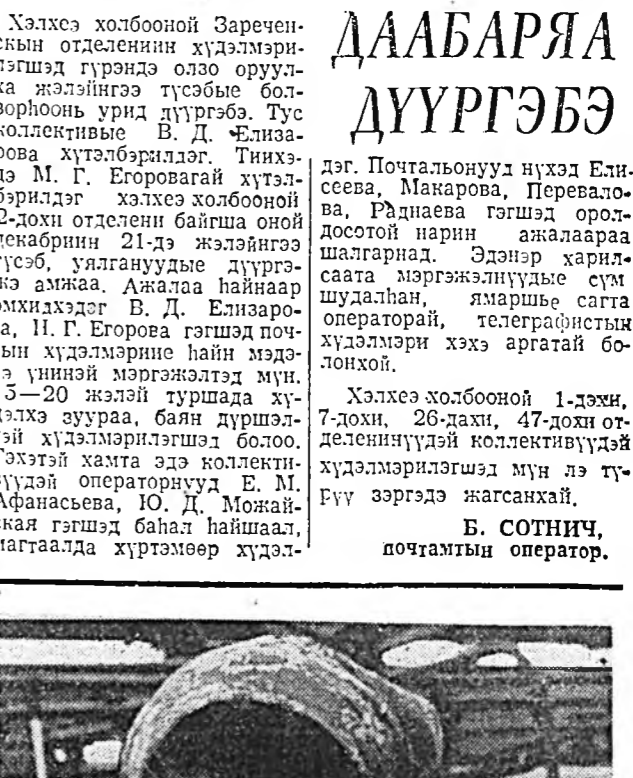 ДААБАРЯА
ДҮҮРГЭБЭ
Хэлхеэ холбооной Заречен-
скын отделениин хүдэлмэри-
лэгшэд гүрэндэ олзо оруул-
ха жэлэйнгээ түсэбые бол-
зорһоонь урид дүүргэбэ. Тус
коллективые В. Д. Елиза-
рова хүтэлбэрилдэг. Тиихэ-
дэ М. Г. Егоровагай хүтэл-
бэрилдэг хэлхеэ холбооной
2-дохи отделени байгша оной
декабриин 21-дэ жэлэйнгээ
түсэб, уялгануудые дүүргэ-
жэ амжаа. Ажалаа һайнаар
эмхидхэдэг В. Д. Елизаро-
ва, Н. Г. Егорова гэгшэд поч-
тын хүдэлмэриие һайн мэдэ-
хэ үнинэй мэргэжэлтэд мүн.
15—20 жэлэй туршада хү-
дэлхэ зуураа, баян дүршэл-
тэй хүдэлмэрилэгшэд болоо.
Тэхэтэй хамта эдэ коллекти-
вүүдэй операторнууд Е. М.
Афанасьева, Ю. Д. Можай-
ская гэгшэд баһал һайшаал,
магтаалда хүртэмөөр хүдэл-
дэг. Почтальонууд нүхэд Ели-
сеева, Макарова, Перевало-
ва, Раднаева гэгшэд орол-
досотой нарин ажалаараа
шалгарнад. Эдэнэр харил-
саата мэргэжэлнүүдые сүм
шудалһан, ямаршье сагта
операторай, телеграфистын
хүдэлмэри хэхэ аргатай бо-
лонхой.
Хэлхеэ холбооной 1-дэхи,
7-дохи, 26-дахи, 47-дохи от-
деленинүүдэй коллективүүдэй
хүдэлмэрилэгшэд мүн лэ тү-
рүү зэргэдэ жагсанхай.
Б. СОТНИЧ,
почтамтын оператор.